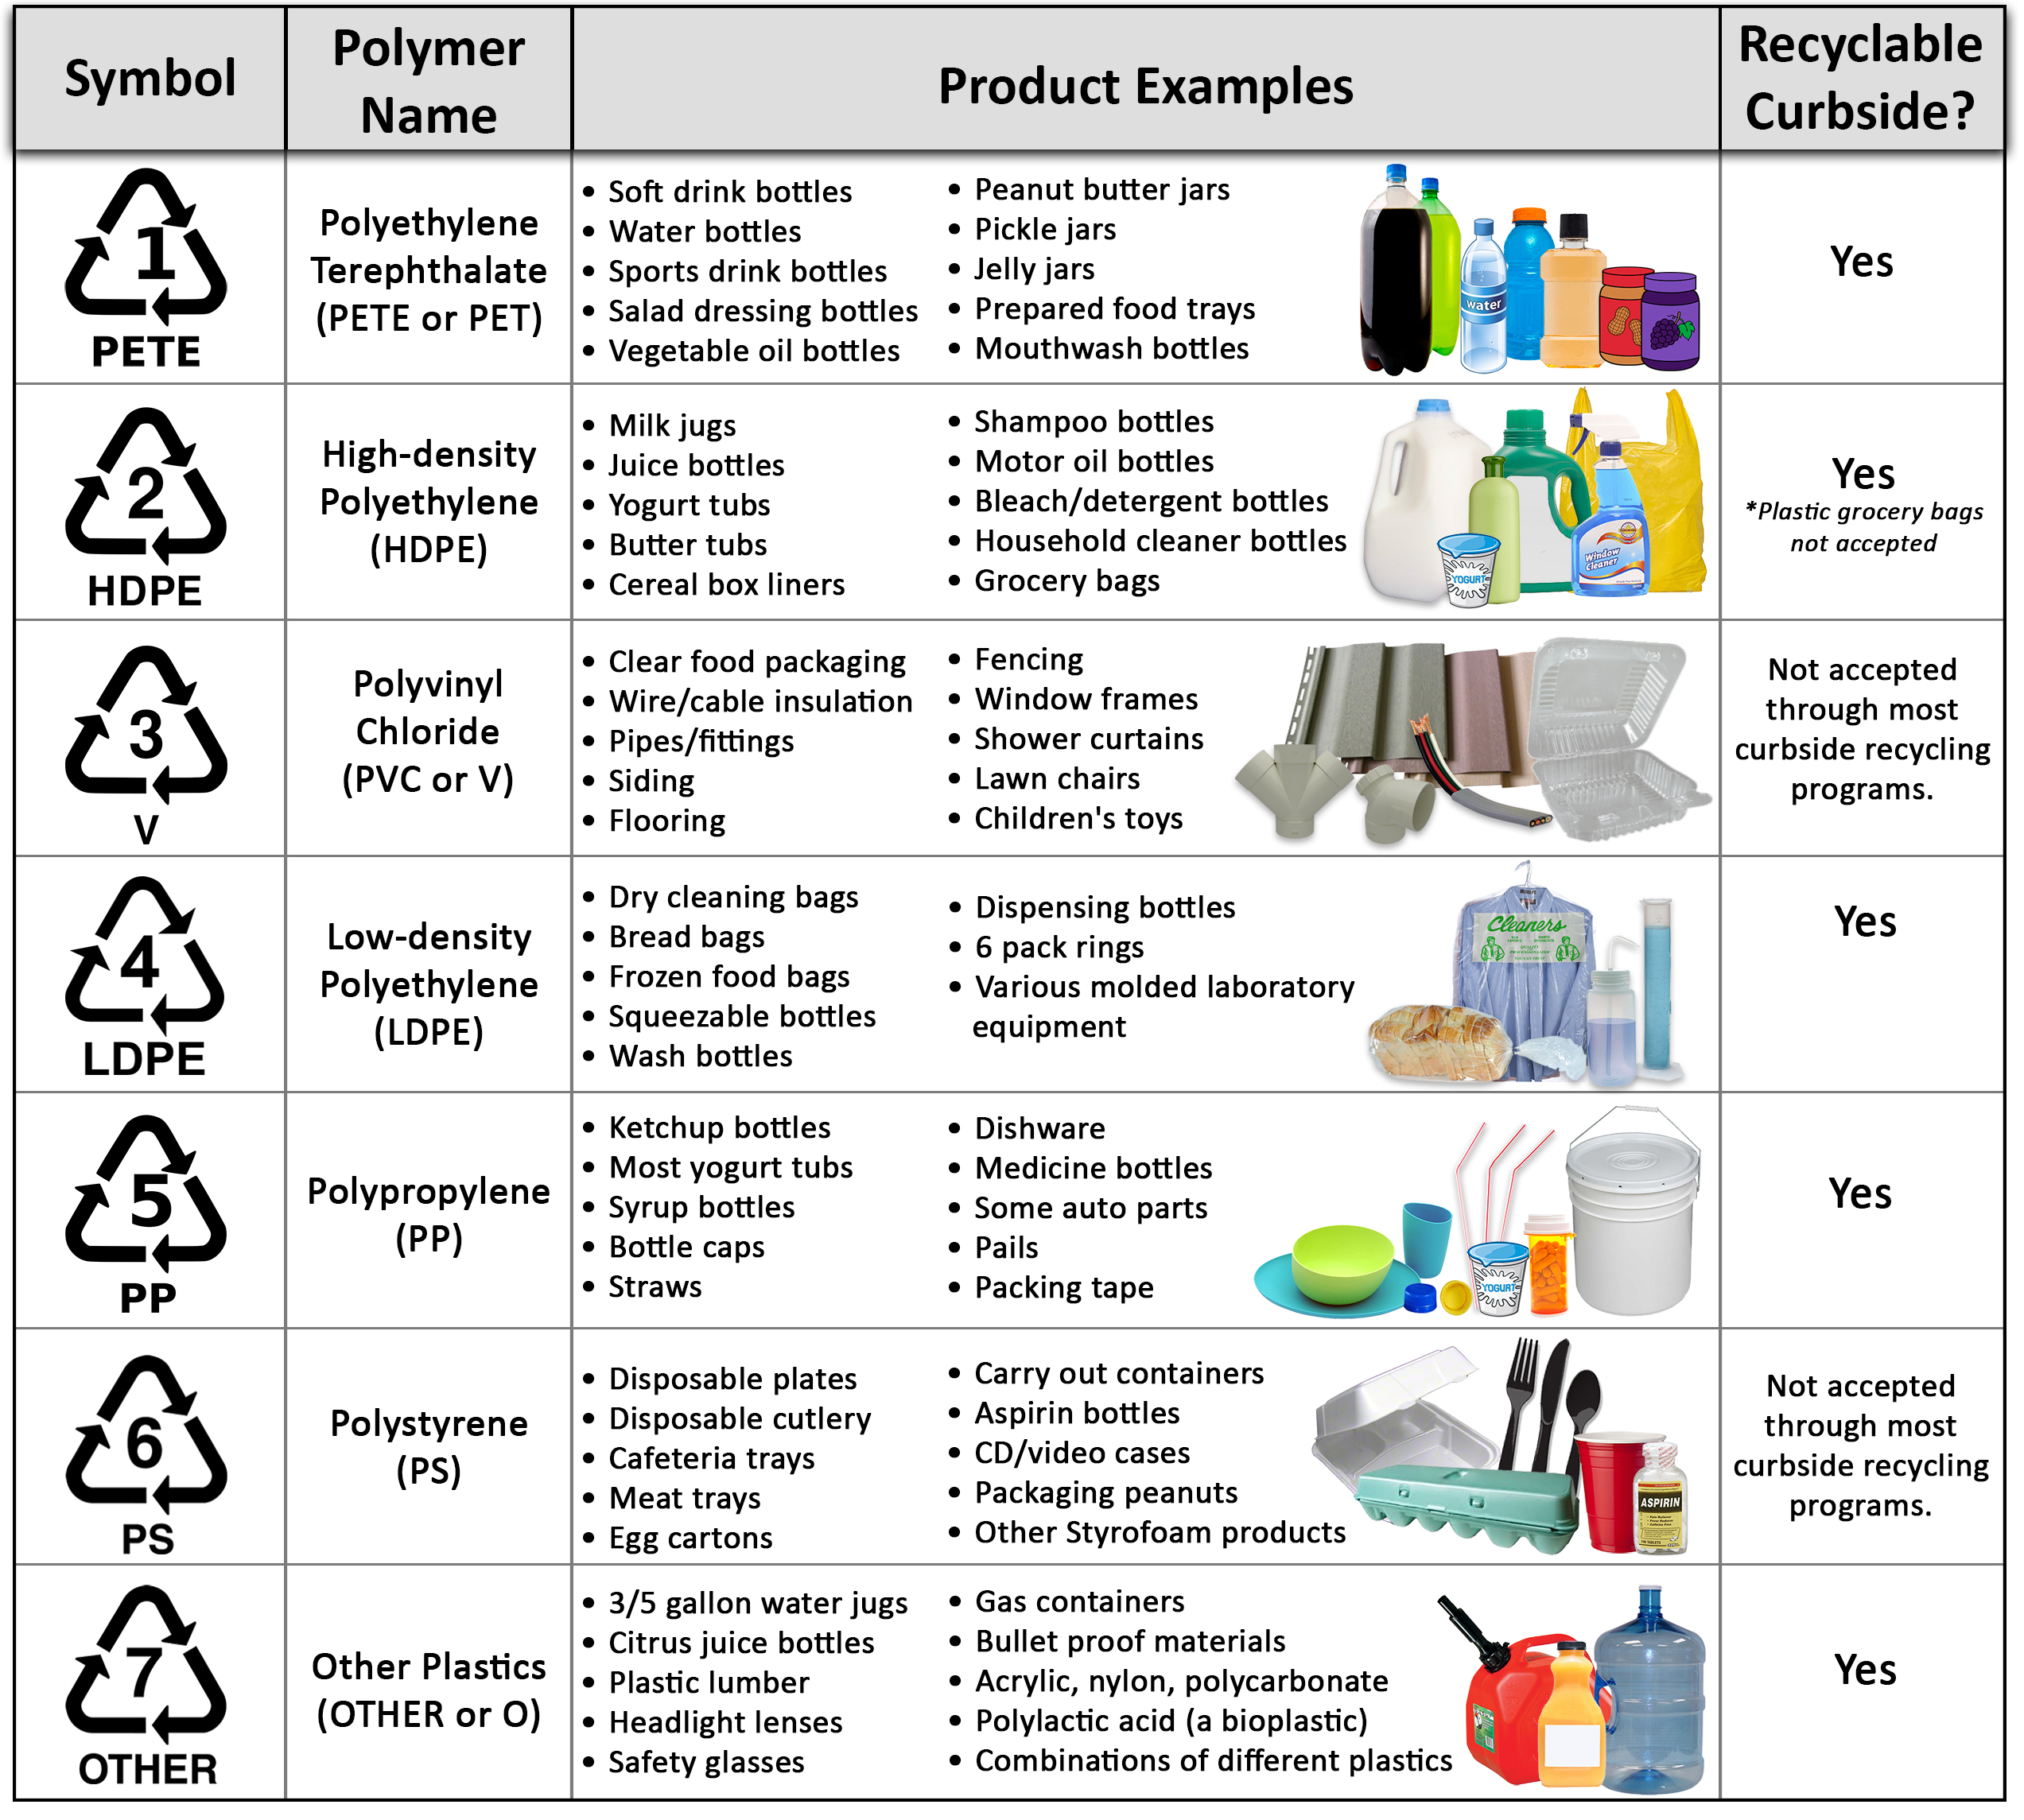 Symbol
Polymer
Name
Product Examples
Recyclable
Curbside?
1
PETE
Polyethylene
Terephthalate
(PETE or PET)
• Soft drink bottles
• Water bottles
• Sports drink bottles
• Salad dressing bottles
• Vegetable oil bottles
• Peanut butter jars
• Pickle jars
• Jelly jars
• Prepared food trays
• Mouthwash bottles
water
Yes
2
HDPE
High-density
Polyethylene
(HDPE)
• Milk jugs
• Juice bottles
• Yogurt tubs
• Butter tubs
• Cereal box liners
• Shampoo bottles
• Motor oil bottles
• Bleach/detergent bottles
• Household cleaner bottles
• Grocery bags
YOGURT
Window
Cleaner
Yes
*Plastic grocery bags
not accepted
3
V
Polyvinyl
Chloride
(PVC or V)
• Clear food packaging
• Wire/cable insulation
• Pipes/fittings
• Siding
• Flooring
• Fencing
• Window frames
• Shower curtains
• Lawn chairs
• Children's toys
Not accepted
through most
curbside recycling
programs.
4
LDPE
Low-density
Polyethylene
(LDPE)
• Dry cleaning bags
• Bread bags
• Frozen food bags
• Squeezable bottles
• Wash bottles
• Dispensing bottles
• 6 pack rings
• Various molded laboratory
equipment
Cleaners
Yes
5
PP
Polypropylene
(PP)
• Ketchup bottles
• Most yogurt tubs
• Syrup bottles
• Bottle caps
• Straws
• Dishware
• Medicine bottles
• Some auto parts
• Pails
• Packing tape
YOGURT
Yes
6
PS
Polystyrene
(PS)
• Disposable plates
• Disposable cutlery
• Cafeteria trays
• Meat trays
• Egg cartons
• Carry out containers
• Aspirin bottles
• CD/video cases
• Packaging peanuts
• Other Styrofoam products
ASPIRIN
Not accepted
through most
curbside recycling
programs.
7
OTHER
Other Plastics
(OTHER or O)
• 3/5 gallon water jugs
• Citrus juice bottles
• Plastic lumber
• Headlight lenses
• Safety glasses
• Gas containers
• Bullet proof materials
• Acrylic, nylon, polycarbonate
• Polylactic acid (a bioplastic)
• Combinations of different plastics
Yes